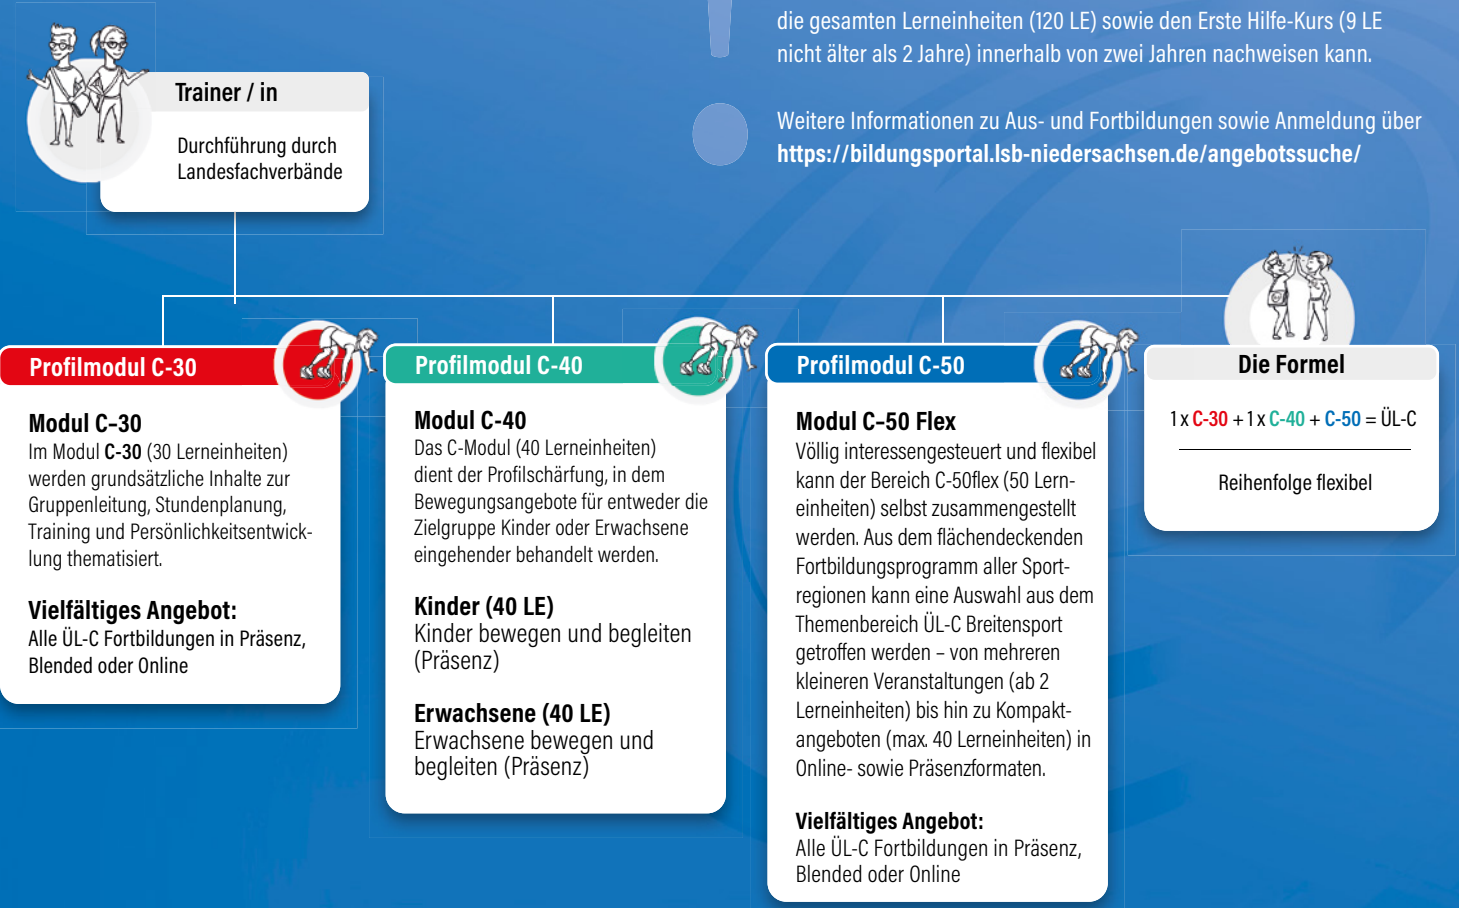 die gesamten Lerneinheiten (120 LE) sowie den Erste Hilfe-Kurs (9 LE
nicht älter als 2 Jahre) innerhalb von zwei Jahren nachweisen kann.
Weitere Informationen zu Aus- und Fortbildungen sowie Anmeldung über
https://bildungsportal.lsb-niedersachsen.de/angebotssuche/
Trainer / in
Durchführung durch
Landesfachverbände
Profilmodul C-30
Modul C-30
Im Modul C-30 (30 Lerneinheiten)
werden grundsätzliche Inhalte zur
Gruppenleitung, Stundenplanung,
Training und Persönlichkeitsentwick-
lung thematisiert.
Vielfältiges Angebot:
Alle ÜL-C Fortbildungen in Präsenz,
Blended oder Online
Profilmodul C-40
Modul C-40
Das C-Modul (40 Lerneinheiten)
dient der Profilschärfung, in dem
Bewegungsangebote für entweder die
Zielgruppe Kinder oder Erwachsene
eingehender behandelt werden.
Kinder (40 LE)
Kinder bewegen und begleiten
(Präsenz)
Erwachsene (40 LE)
Erwachsene bewegen und
begleiten (Präsenz)
Profilmodul C-50
Modul C-50 Flex
Völlig interessengesteuert und flexibel
kann der Bereich C-50flex (50 Lern-
einheiten) selbst zusammengestellt
werden. Aus dem flächendeckenden
Fortbildungsprogramm aller Sport-
regionen kann eine Auswahl aus dem
Themenbereich ÜL-C Breitensport
getroffen werden – von mehreren
kleineren Veranstaltungen (ab 2
Lerneinheiten) bis hin zu Kompakt-
angeboten (max. 40 Lerneinheiten) in
Online- sowie Präsenzformaten.
Vielfältiges Angebot:
Alle ÜL-C Fortbildungen in Präsenz,
Blended oder Online
Die Formel
1 x C-30 + 1 x C-40 + C-50 = ÜL-C
Reihenfolge flexibel